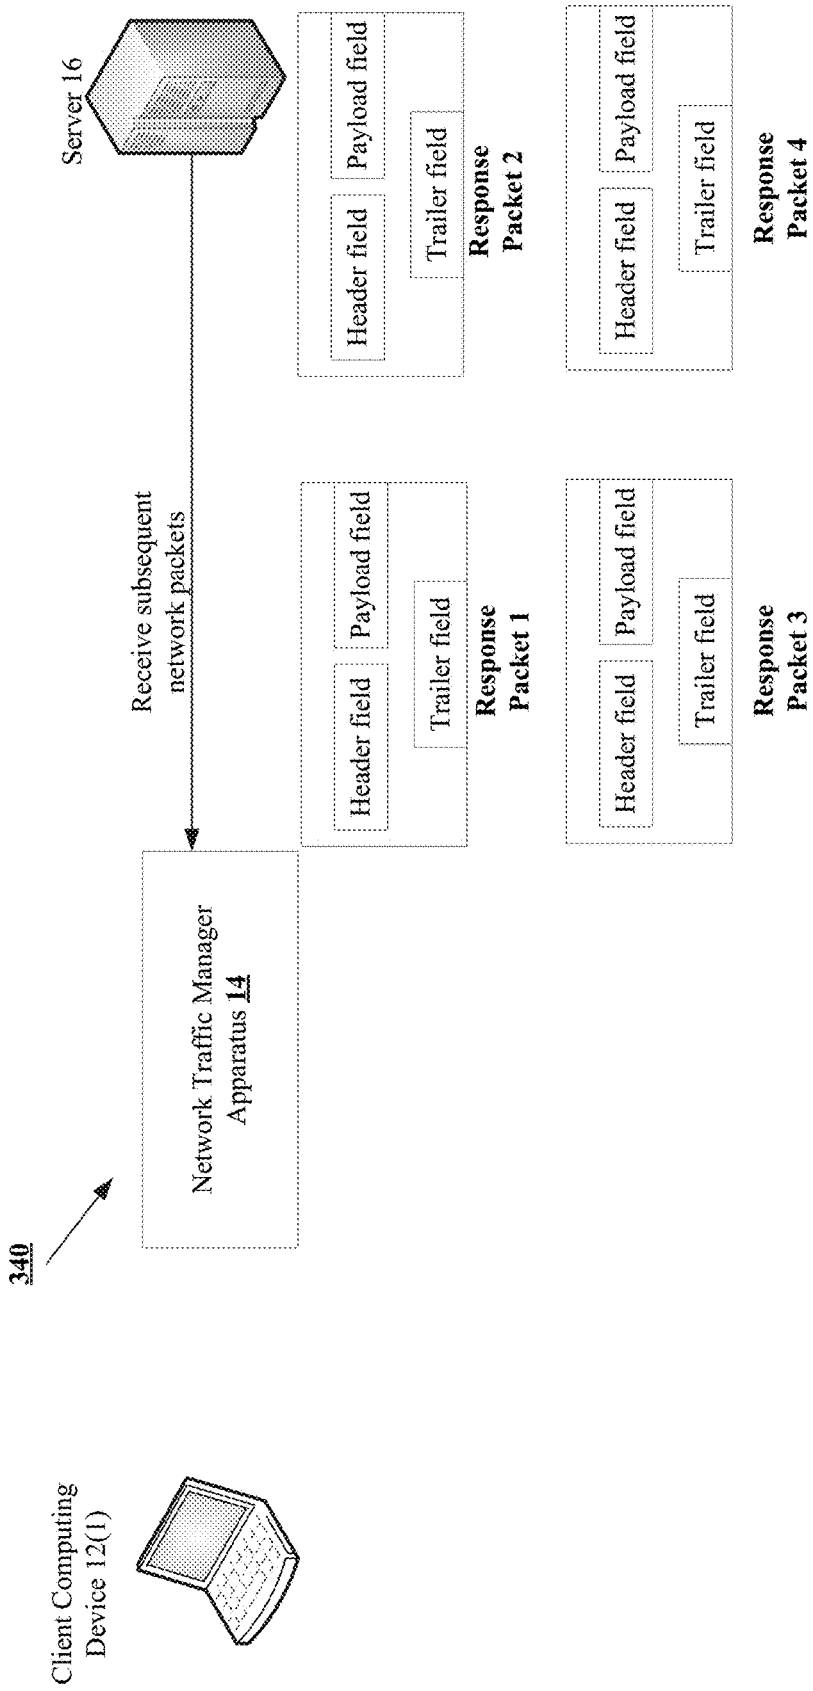 340
Client Computing
Device 12(1)
Network Traffic Manager
Apparatus 14
Receive subsequent
network packets
Server 16
Header field
Payload field
Trailer field
Response
Packet 1
Header field
Payload field
Trailer field
Response
Packet 2
Header field
Payload field
Trailer field
Response
Packet 3
Header field
Payload field
Trailer field
Response
Packet 4